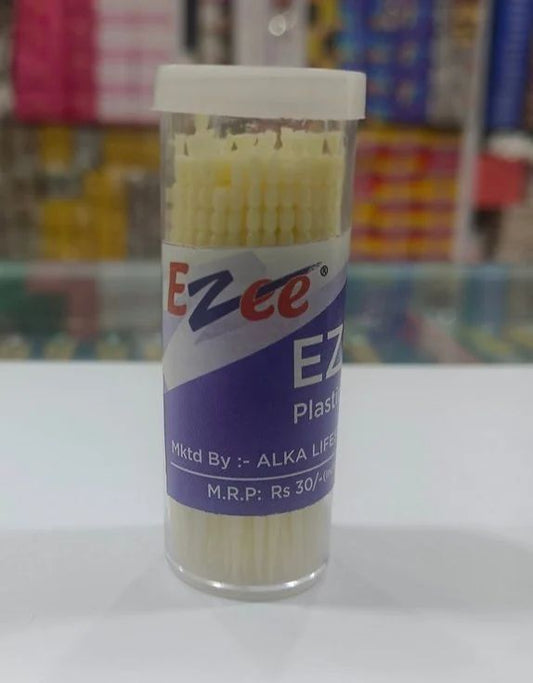 Ezee®
EZ
Plasti
Mktd By :- ALKA LIFE
M.R.P: Rs 30/-